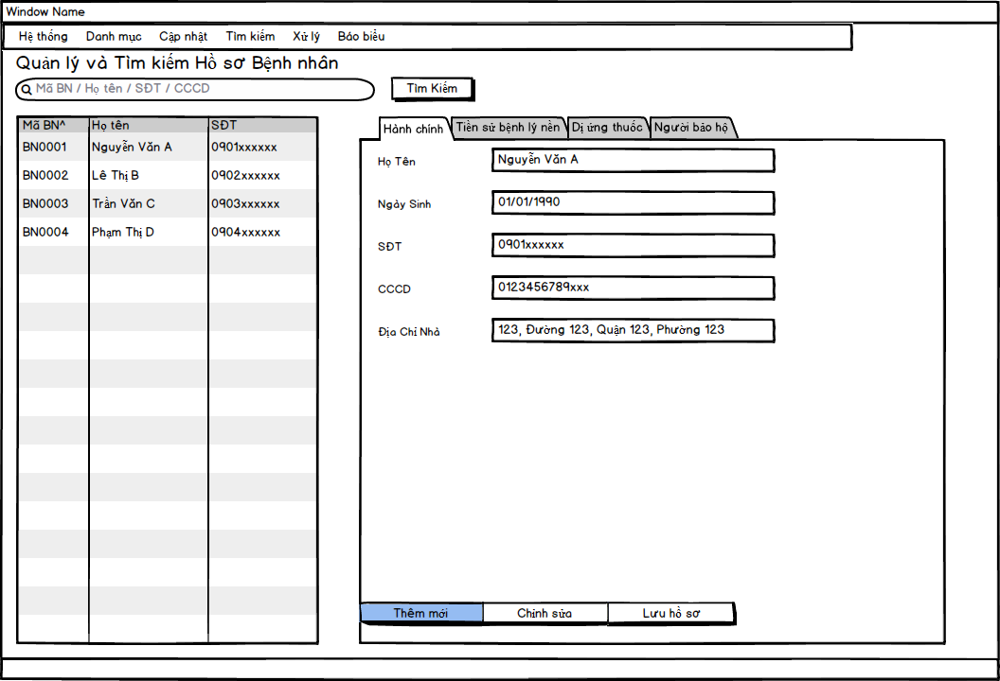 Window Name
Hệ thống Danh mục Cập nhật Tìm kiếm Xử lý Báo biểu
Quản lý và Tìm kiếm Hồ sơ Bệnh nhân
Mã BN / Họ tên / SĐT / CCCD
Tìm Kiếm
Mã BN^ Họ tên SĐT
BN0001 Nguyễn Văn A 0901xxxxxx
BN0002 Lê Thị B 0902xxxxxx
BN0003 Trần Văn C 0903xxxxxx
BN0004 Phạm Thị D 0904xxxxxx
Hành chính Tiền sử bệnh lý nền Dị ứng thuốc Người bảo hộ
Họ Tên Nguyễn Văn A
Ngày Sinh 01/01/1990
SĐT 0901xxxxxx
CCCD 0123456789xxx
Địa Chỉ Nhà 123, Đường 123, Quận 123, Phường 123
Thêm mới Chỉnh sửa Lưu hồ sơ